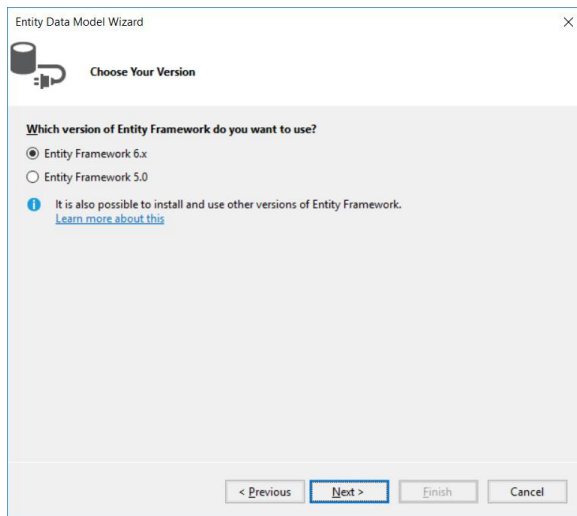 Entity Data Model Wizard
Choose Your Version
Which version of Entity Framework do you want to use?
Entity Framework 6.x
Entity Framework 5.0
It is also possible to install and use other versions of Entity Framework.
Learn more about this
< Previous
Next >
Finish
Cancel